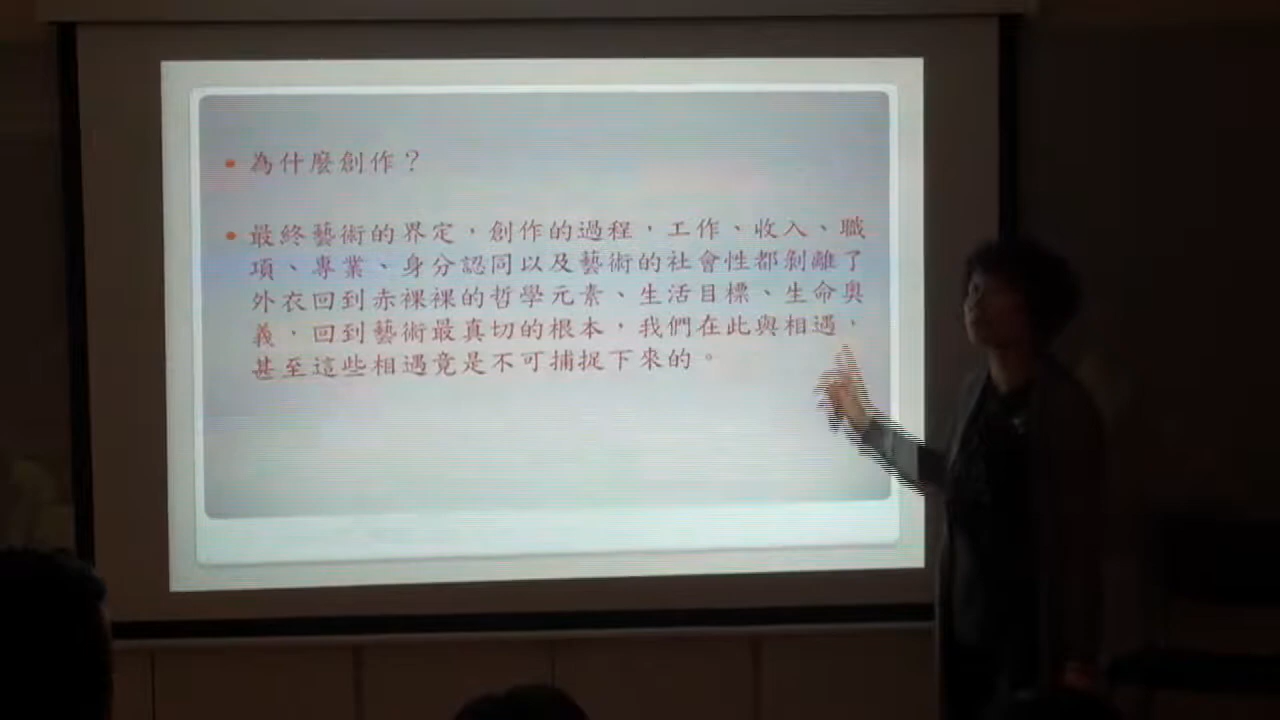 為什麼創作？
最終藝術的界定，創作的過程，工作、收入、職
項、專業、身分認同以及藝術的社會性都剝離了
外衣回到赤裸裸的哲學元素、生活目標、生命奧
義，回到藝術最真切的根本，我們在此與相遇，
甚至這些相遇竟是不可捕捉下來的。